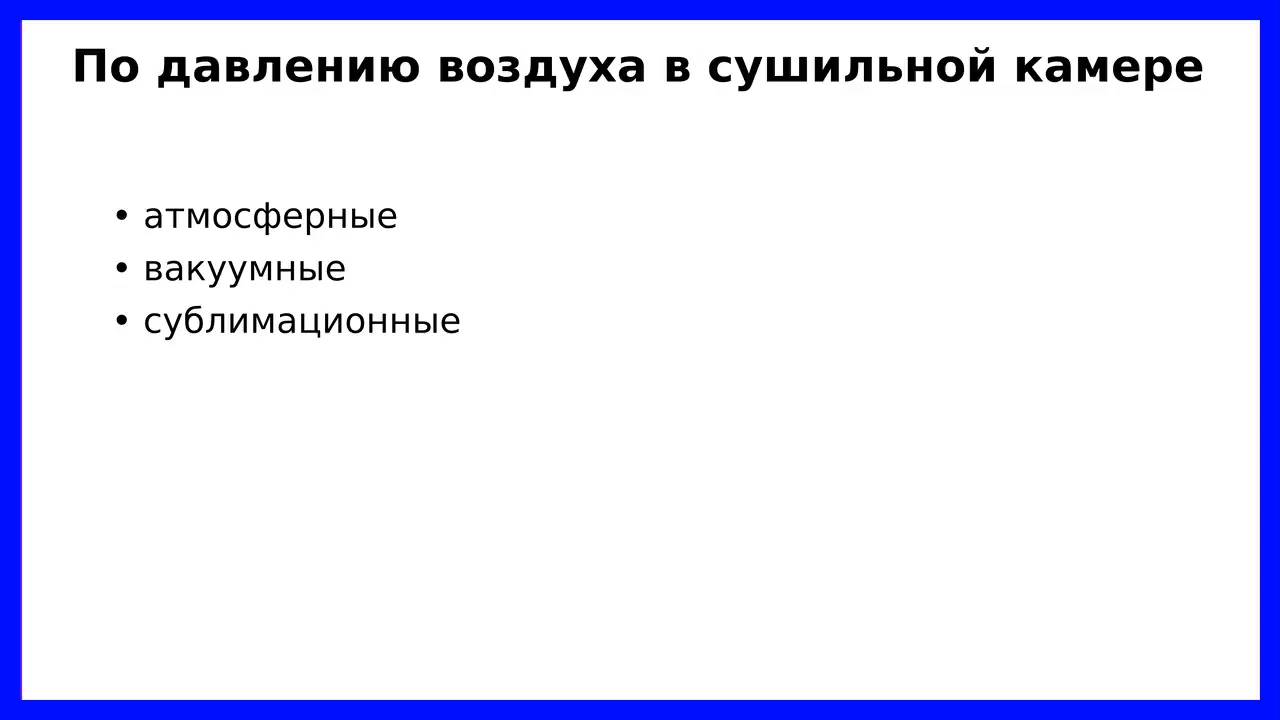 По давлению воздуха в сушильной камере
• атмосферные
• вакуумные
• сублимационные